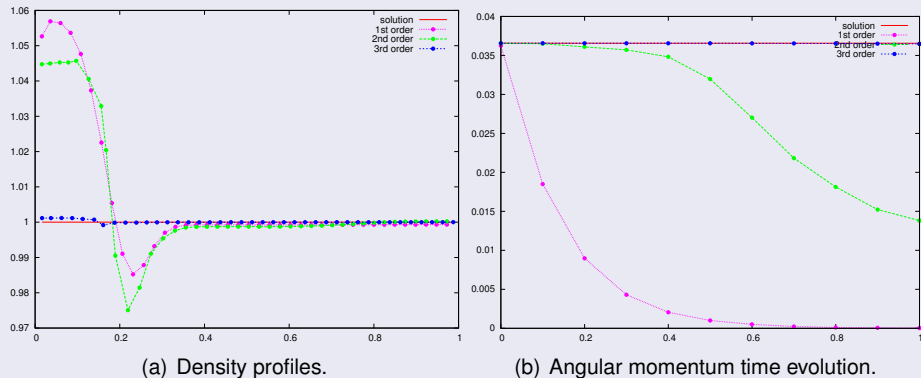 1.06
1.05
1.04
1.03
1.02
1.01
1
0.99
0.98
0.97
0 0.2 0.4 0.6 0.8 1
solution
1st order
2nd order
3rd order
(a) Density profiles.
0.04
0.035
0.03
0.025
0.02
0.015
0.01
0.005
0
0 0.2 0.4 0.6 0.8 1
solution
1st order
2nd order
3rd order
(b) Angular momentum time evolution.